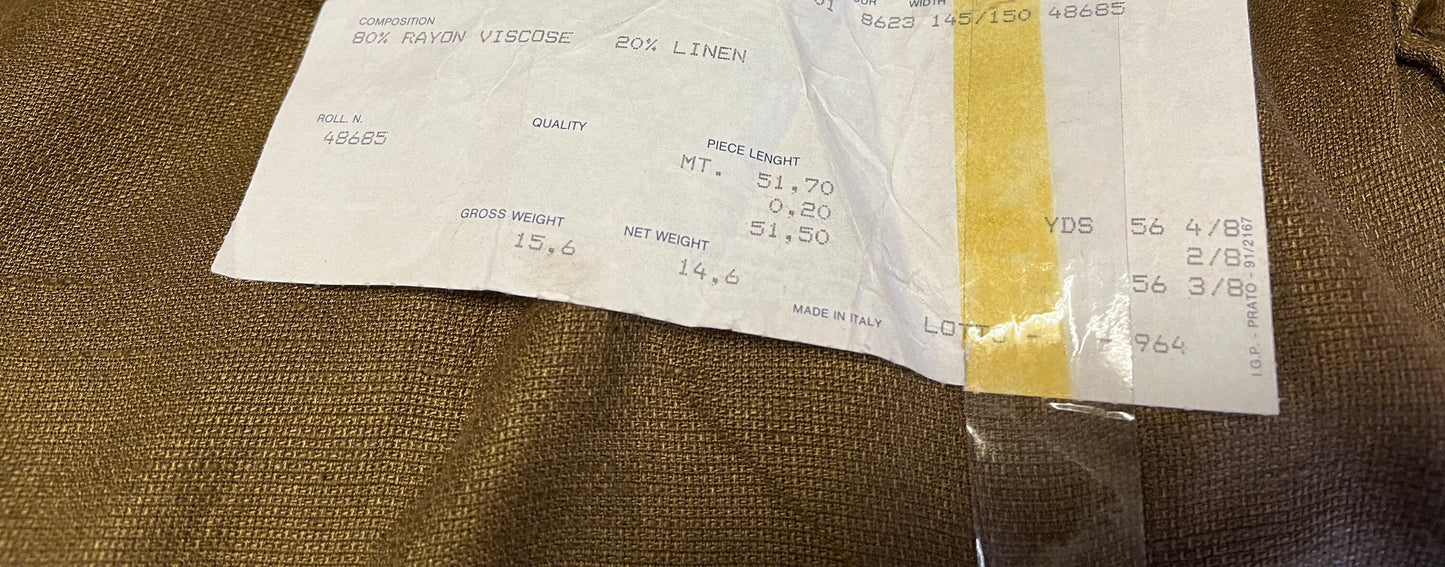 WIDTH
8623 145/150 48685
COMPOSITION
80% RAYON VISCOSE 20% LINEN
ROLL. N.
48685
QUALITY
PIECE LENGHT
MT. 51,70
0,20
51,50
GROSS WEIGHT
15,6
NET WEIGHT
14,6
YDS 56 4/8
2/8
56 3/8
MADE IN ITALY
LOTTO - - 964
I.G.P. - PRATO - 91/2167